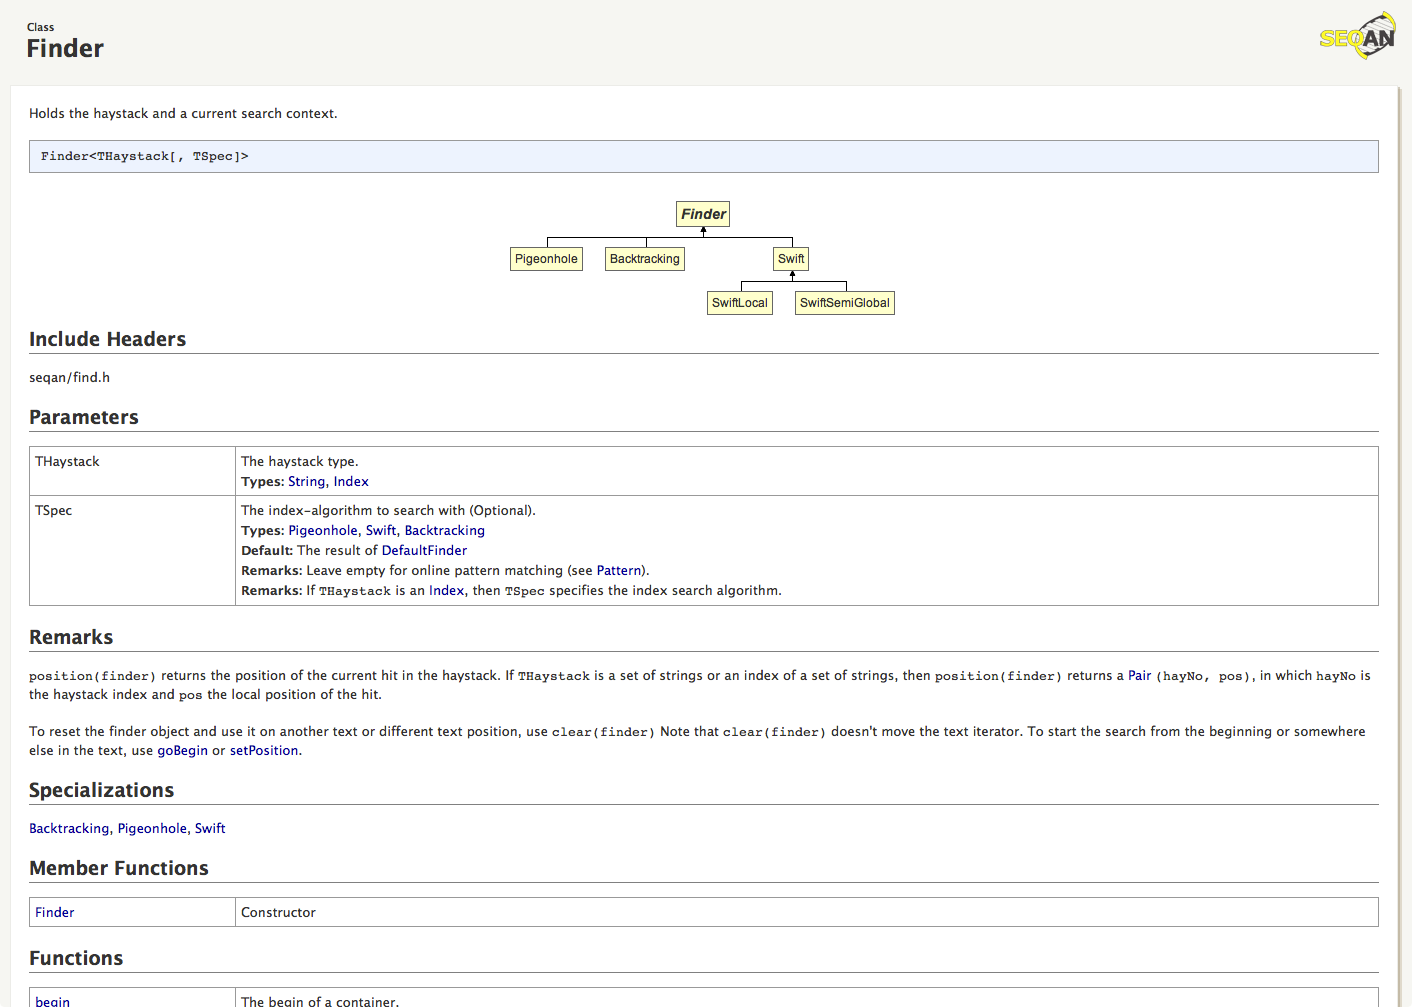 Class
Finder
SEQAN
Holds the haystack and a current search context.
Finder<THaystack[, TSpec]>
Finder
Pigeonhole Backtracking Swift
SwiftLocal SwiftSemiGlobal
Include Headers
seqan/find.h
Parameters
THaystack The haystack type.
Types: String, Index
TSpec The index-algorithm to search with (Optional).
Types: Pigeonhole, Swift, Backtracking
Default: The result of DefaultFinder
Remarks: Leave empty for online pattern matching (see Pattern).
Remarks: If THaystack is an Index, then TSpec specifies the index search algorithm.
Remarks
position(finder) returns the position of the current hit in the haystack. If THaystack is a set of strings or an index of a set of strings, then position(finder) returns a Pair (hayNo, pos), in which hayNo is
the haystack index and pos the local position of the hit.
To reset the finder object and use it on another text or different text position, use clear(finder) Note that clear(finder) doesn't move the text iterator. To start the search from the beginning or somewhere
else in the text, use goBegin or setPosition.
Specializations
Backtracking, Pigeonhole, Swift
Member Functions
Finder Constructor
Functions
begin The begin of a container.